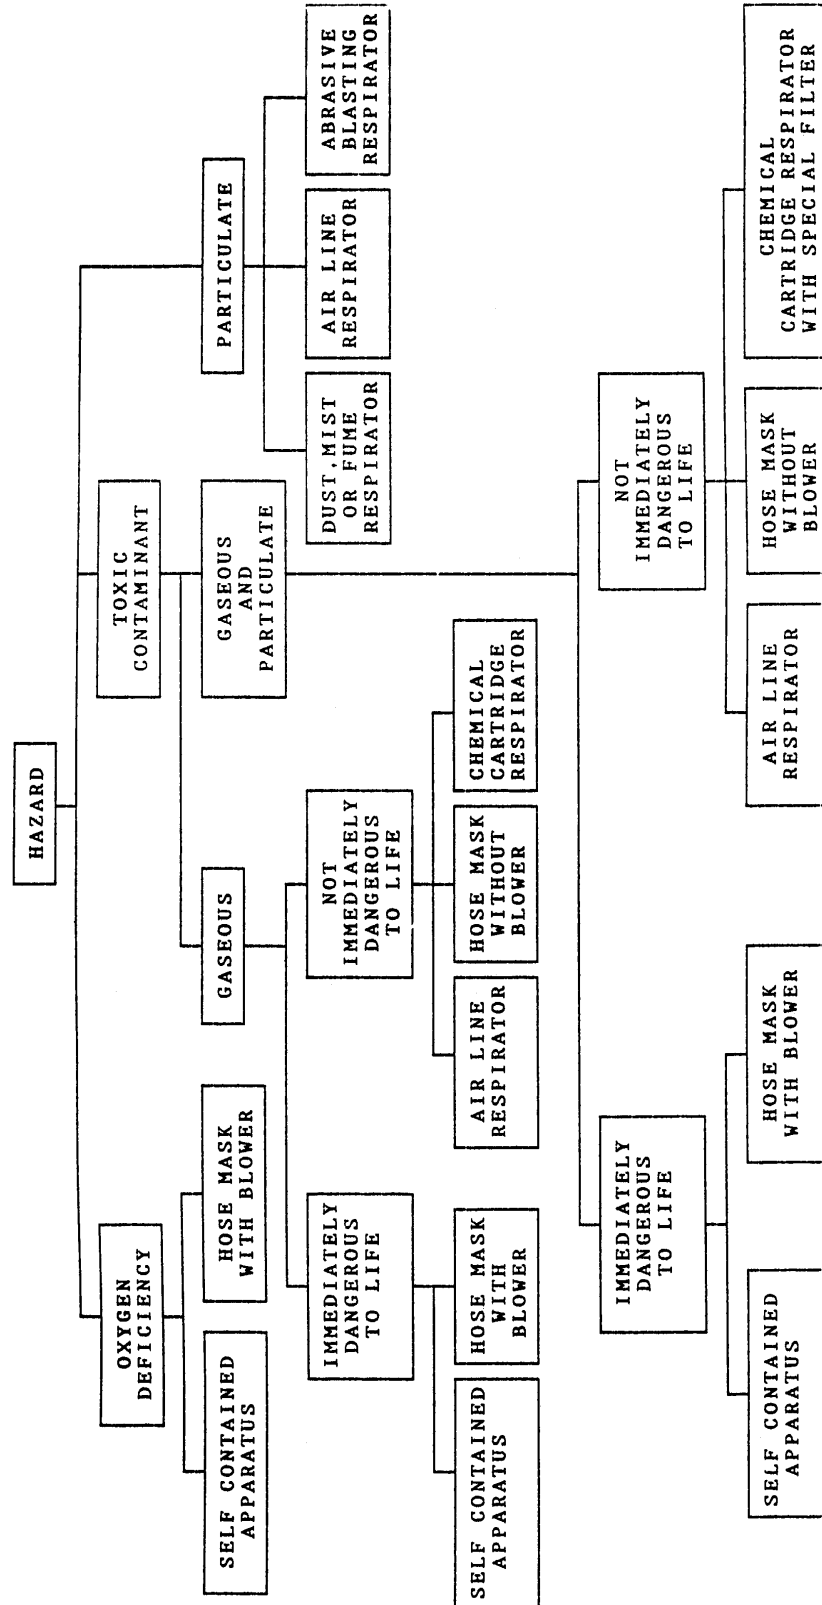 HAZARD
OXYGEN
DEFICIENCY
TOXIC
CONTAMINANT
SELF CONTAINED
APPARATUS
HOSE MASK
WITH BLOWER
GASEOUS
GASEOUS
AND
PARTICULATE
PARTICULATE
IMMEDIATELY
DANGEROUS
TO LIFE
NOT
IMMEDIATELY
DANGEROUS
TO LIFE
DUST, MIST
OR FUME
RESPIRATOR
AIR LINE
RESPIRATOR
ABRASIVE
BLASTING
RESPIRATOR
SELF CONTAINED
APPARATUS
HOSE MASK
WITH
BLOWER
AIR LINE
RESPIRATOR
HOSE MASK
WITHOUT
BLOWER
CHEMICAL
CARTRIDGE
RESPIRATOR
IMMEDIATELY
DANGEROUS
TO LIFE
NOT
IMMEDIATELY
DANGEROUS
TO LIFE
SELF CONTAINED
APPARATUS
HOSE MASK
WITH BLOWER
AIR LINE
RESPIRATOR
HOSE MASK
WITHOUT
BLOWER
CHEMICAL
CARTRIDGE RESPIRATOR
WITH SPECIAL FILTER